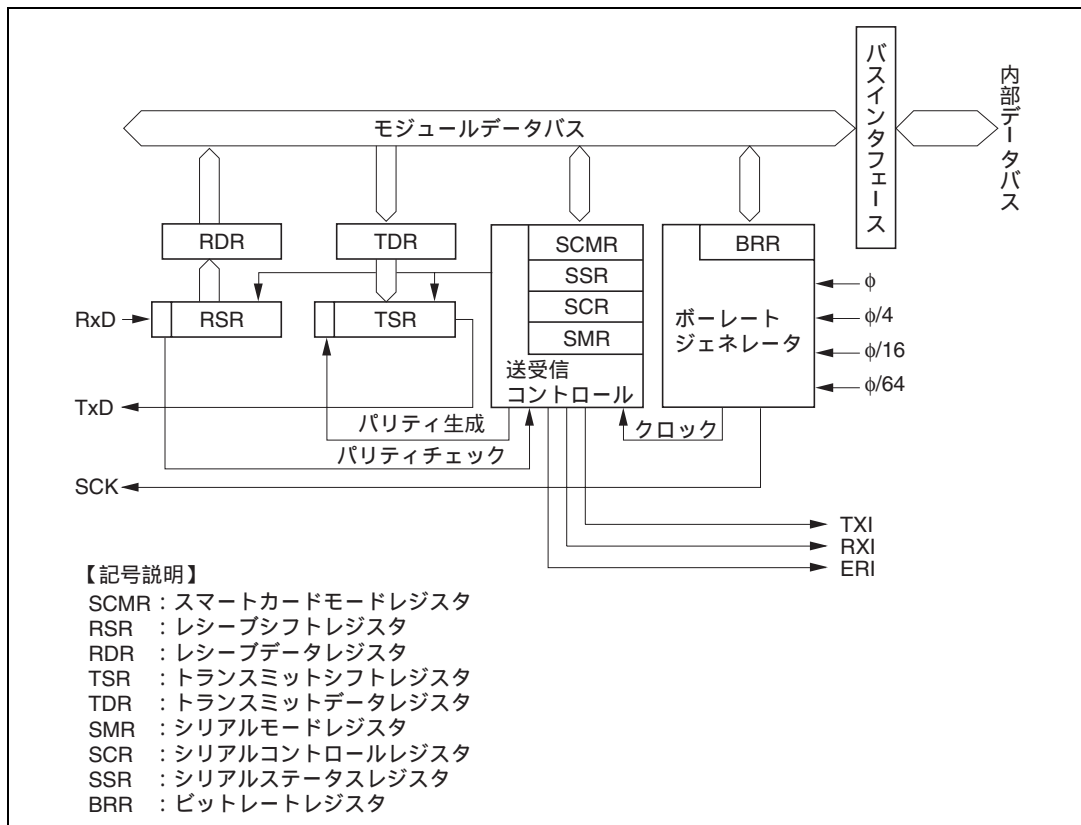 バスインタフェース
内部データバス
モジュールデータバス
RDR
TDR
SCMR
BRR
SSR
φ
RxD
RSR
TSR
SCR
ボーレート
ジェネレータ
φ/4
SMR
φ/16
送受信
コントロール
φ/64
TxD
パリティ生成
クロック
パリティチェック
SCK
TXI
RXI
ERI
【記号説明】
SCMR : スマートカードモードレジスタ
RSR : レシーブシフトレジスタ
RDR : レシーブデータレジスタ
TSR : トランスミットシフトレジスタ
TDR : トランスミットデータレジスタ
SMR : シリアルモードレジスタ
SCR : シリアルコントロールレジスタ
SSR : シリアルステータスレジスタ
BRR : ビットレートレジスタ